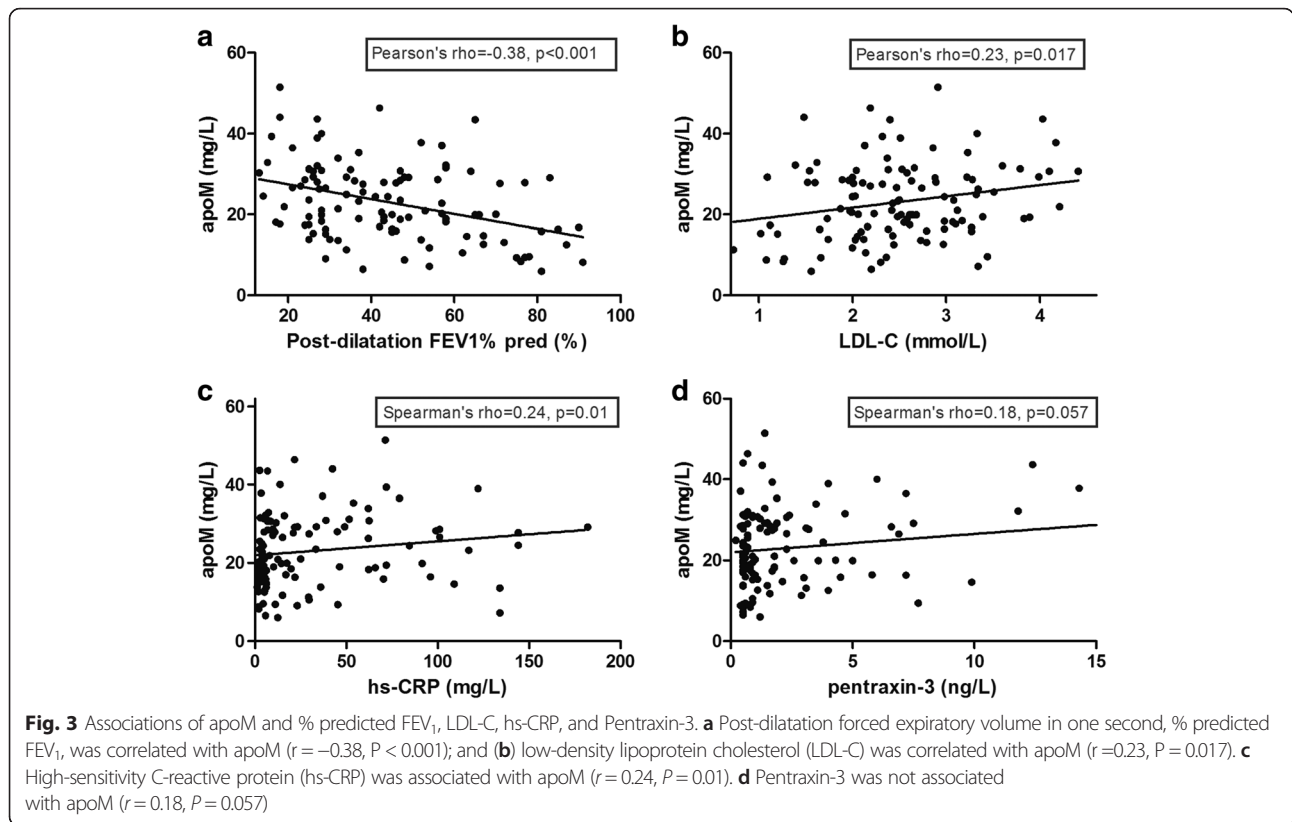 a
Pearson's rho=-0.38, p<0.001
60
40
20
0
apoM (mg/L)
20 40 60 80 100
Post-dilatation FEV1% pred (%)
b
Pearson's rho=0.23, p=0.017
60
40
20
0
apoM (mg/L)
1 2 3 4
LDL-C (mmol/L)
c
Spearman's rho=0.24, p=0.01
60
40
20
0
apoM (mg/L)
0 50 100 150 200
hs-CRP (mg/L)
d
Spearman's rho=0.18, p=0.057
60
40
20
0
apoM (mg/L)
0 5 10 15
pentraxin-3 (ng/L)
Fig. 3 Associations of apoM and % predicted FEV₁, LDL-C, hs-CRP, and Pentraxin-3. a Post-dilatation forced expiratory volume in one second, % predicted
FEV₁, was correlated with apoM (r = −0.38, P < 0.001); and (b) low-density lipoprotein cholesterol (LDL-C) was correlated with apoM (r =0.23, P = 0.017). c
High-sensitivity C-reactive protein (hs-CRP) was associated with apoM (r = 0.24, P = 0.01). d Pentraxin-3 was not associated
with apoM (r = 0.18, P = 0.057)